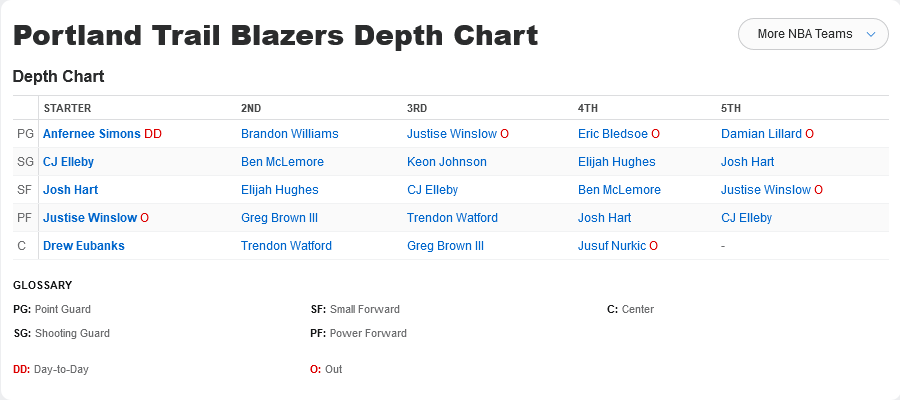 Portland Trail Blazers Depth Chart
More NBA Teams
Depth Chart
STARTER 2ND 3RD 4TH 5TH
PG Anfernee Simons DD Brandon Williams Justise Winslow O Eric Bledsoe O Damian Lillard O
SG CJ Elleby Ben McLemore Keon Johnson Elijah Hughes Josh Hart
SF Josh Hart Elijah Hughes CJ Elleby Ben McLemore Justise Winslow O
PF Justise Winslow O Greg Brown III Trendon Watford Josh Hart CJ Elleby
C Drew Eubanks Trendon Watford Greg Brown III Jusuf Nurkic O -
GLOSSARY
PG: Point Guard SF: Small Forward C: Center
SG: Shooting Guard PF: Power Forward
DD: Day-to-Day O: Out